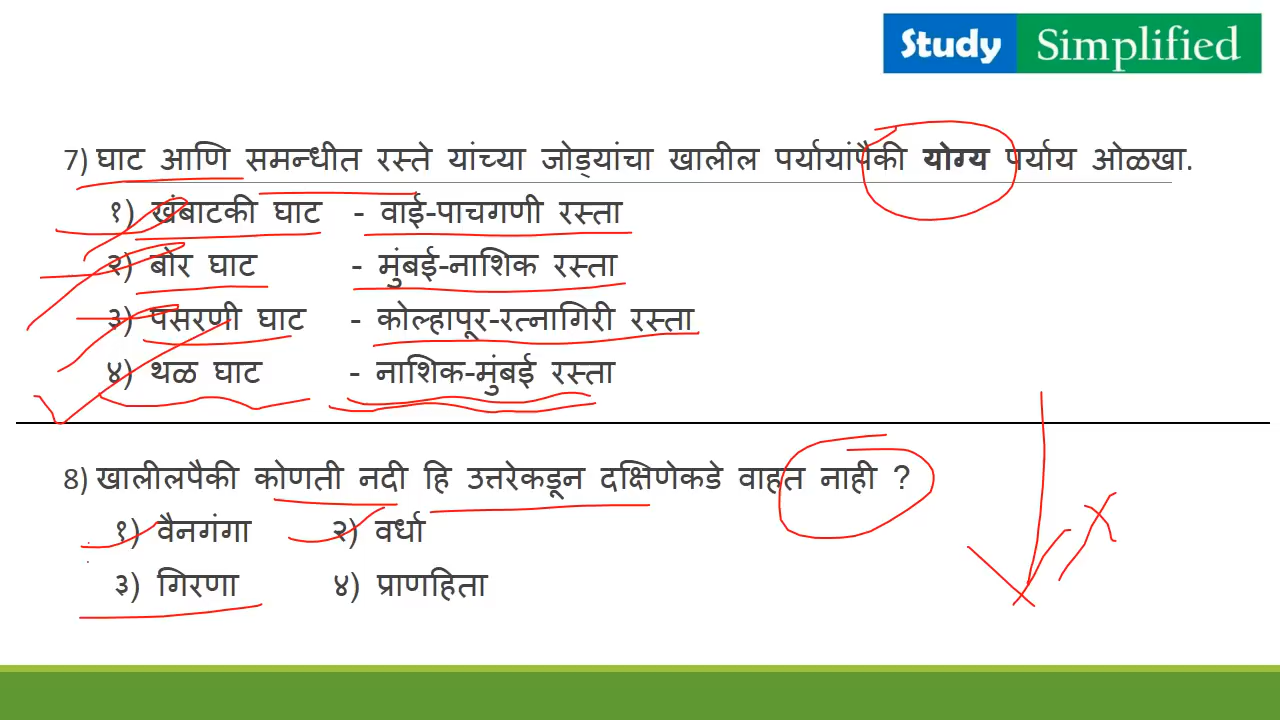 Study Simplified
7) घाट आणि समन्धीत रस्ते यांच्या जोड्यांचा खालील पर्यायांपैकी योग्य पर्याय ओळखा.
१) खंबाटकी घाट - वाई-पाचगणी रस्ता
२) बोर घाट - मुंबई-नाशिक रस्ता
३) पसरणी घाट - कोल्हापूर-रत्नागिरी रस्ता
४) थळ घाट - नाशिक-मुंबई रस्ता
8) खालीलपैकी कोणती नदी हि उत्तरेकडून दक्षिणेकडे वाहत नाही ?
१) वैनगंगा २) वर्धा
३) गिरणा ४) प्राणहिता